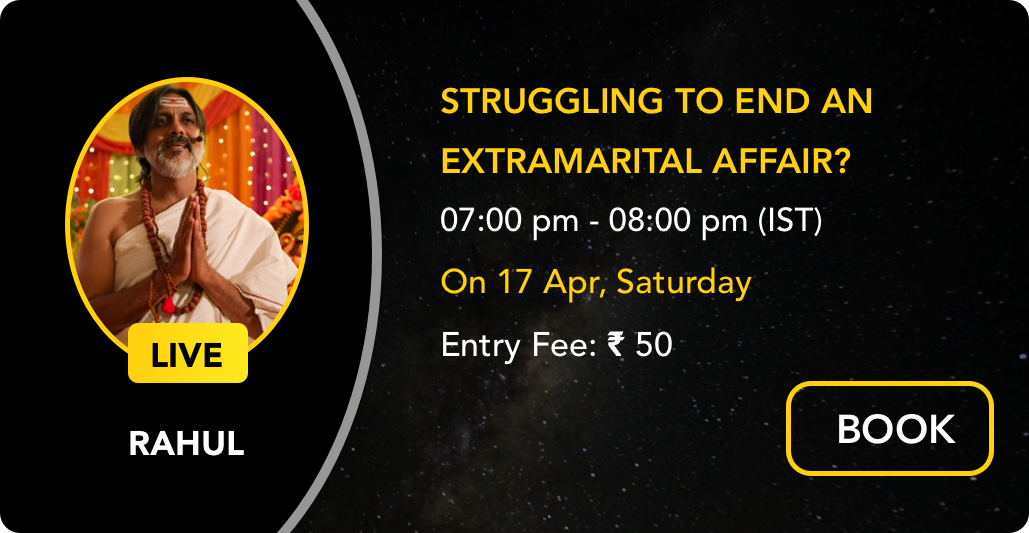 LIVE
RAHUL
STRUGGLING TO END AN
EXTRAMARITAL AFFAIR?
07:00 pm - 08:00 pm (IST)
On 17 Apr, Saturday
Entry Fee: ₹ 50
BOOK